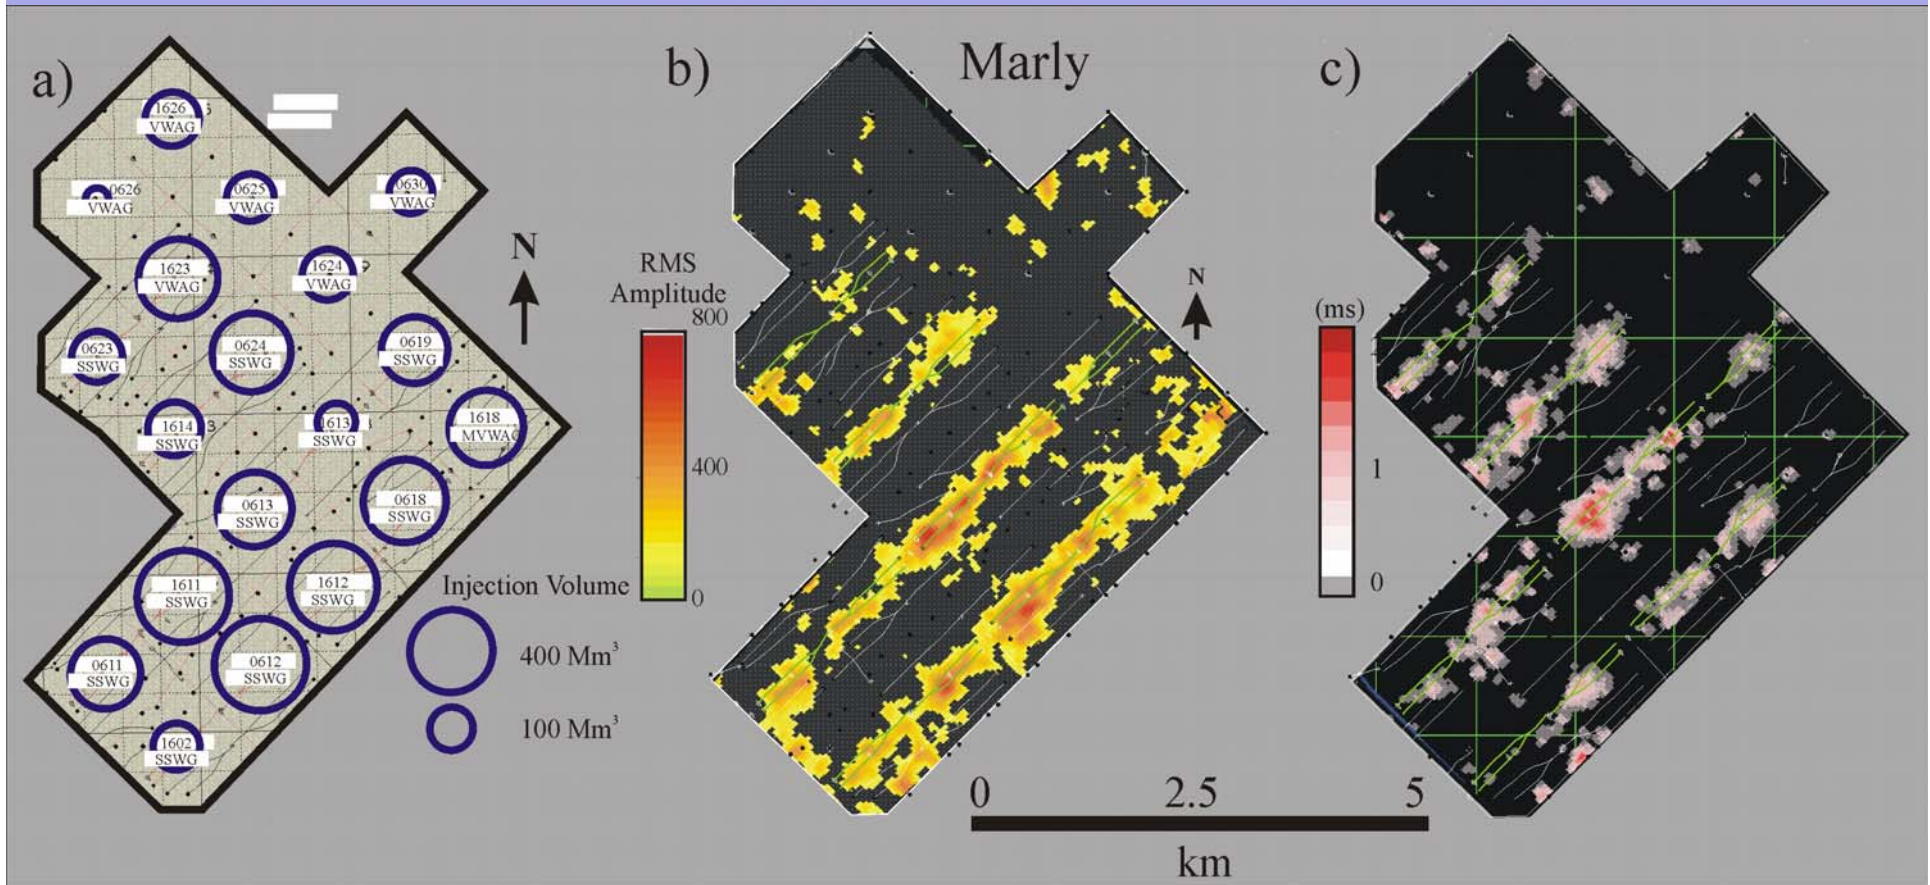 a)
1626
VWAG
0626
VWAG
0625
VWAG
0630
VWAG
1623
VWAG
1624
VWAG
0623
SSWG
0624
SSWG
0619
SSWG
1614
SSWG
1613
SSWG
1618
MVWAG
0613
SSWG
0618
SSWG
1611
SSWG
1612
SSWG
0611
SSWG
0612
SSWG
1602
SSWG
N
Injection Volume
400 Mm³
100 Mm³
b)
Marly
RMS
Amplitude
800
400
0
N
0 2.5 5
km
c)
(ms)
1
0